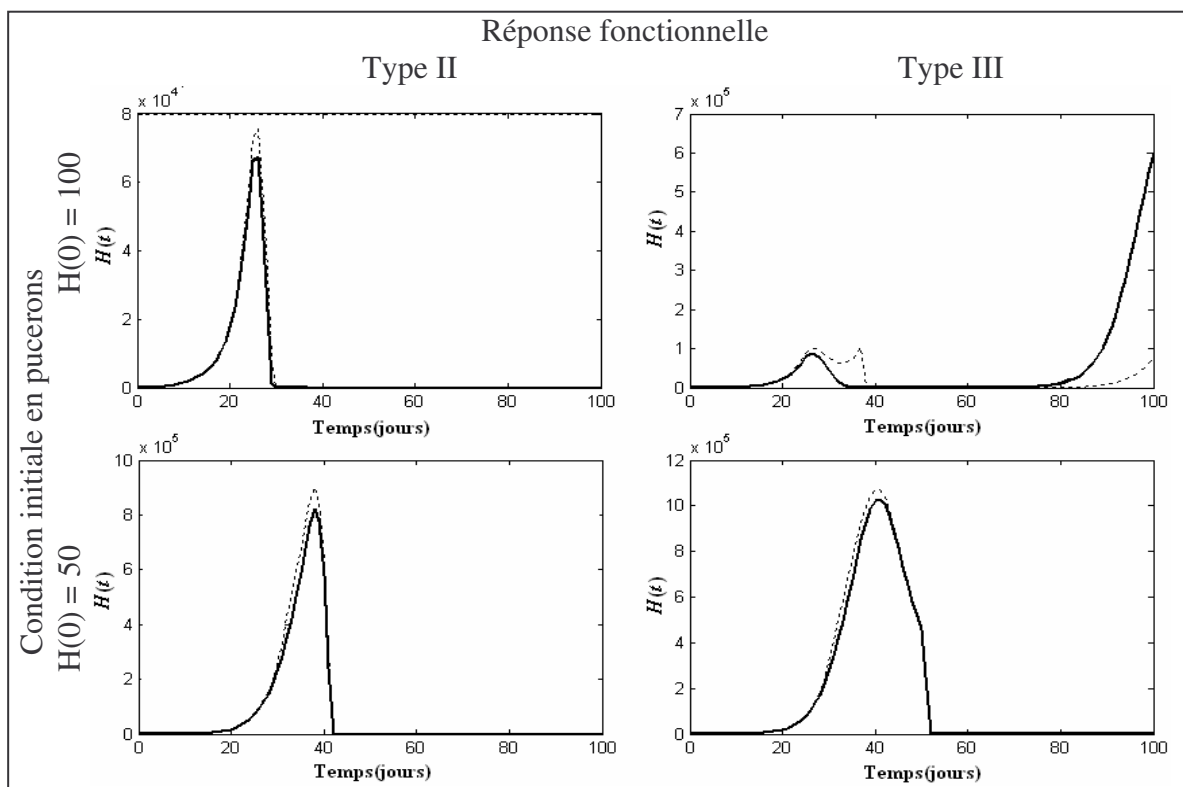 Réponse fonctionnelle
Type II
Type III
Condition initiale en pucerons
H(0) = 100
x 10^4
8
6
4
2
0
H(t)
0 20 40 60 80 100
Temps(jours)
x 10^5
7
6
5
4
3
2
1
0
H(t)
0 20 40 60 80 100
Temps(jours)
H(0) = 50
x 10^5
10
8
6
4
2
0
H(t)
0 20 40 60 80 100
Temps(jours)
x 10^5
12
10
8
6
4
2
0
H(t)
0 20 40 60 80 100
Temps(jours)